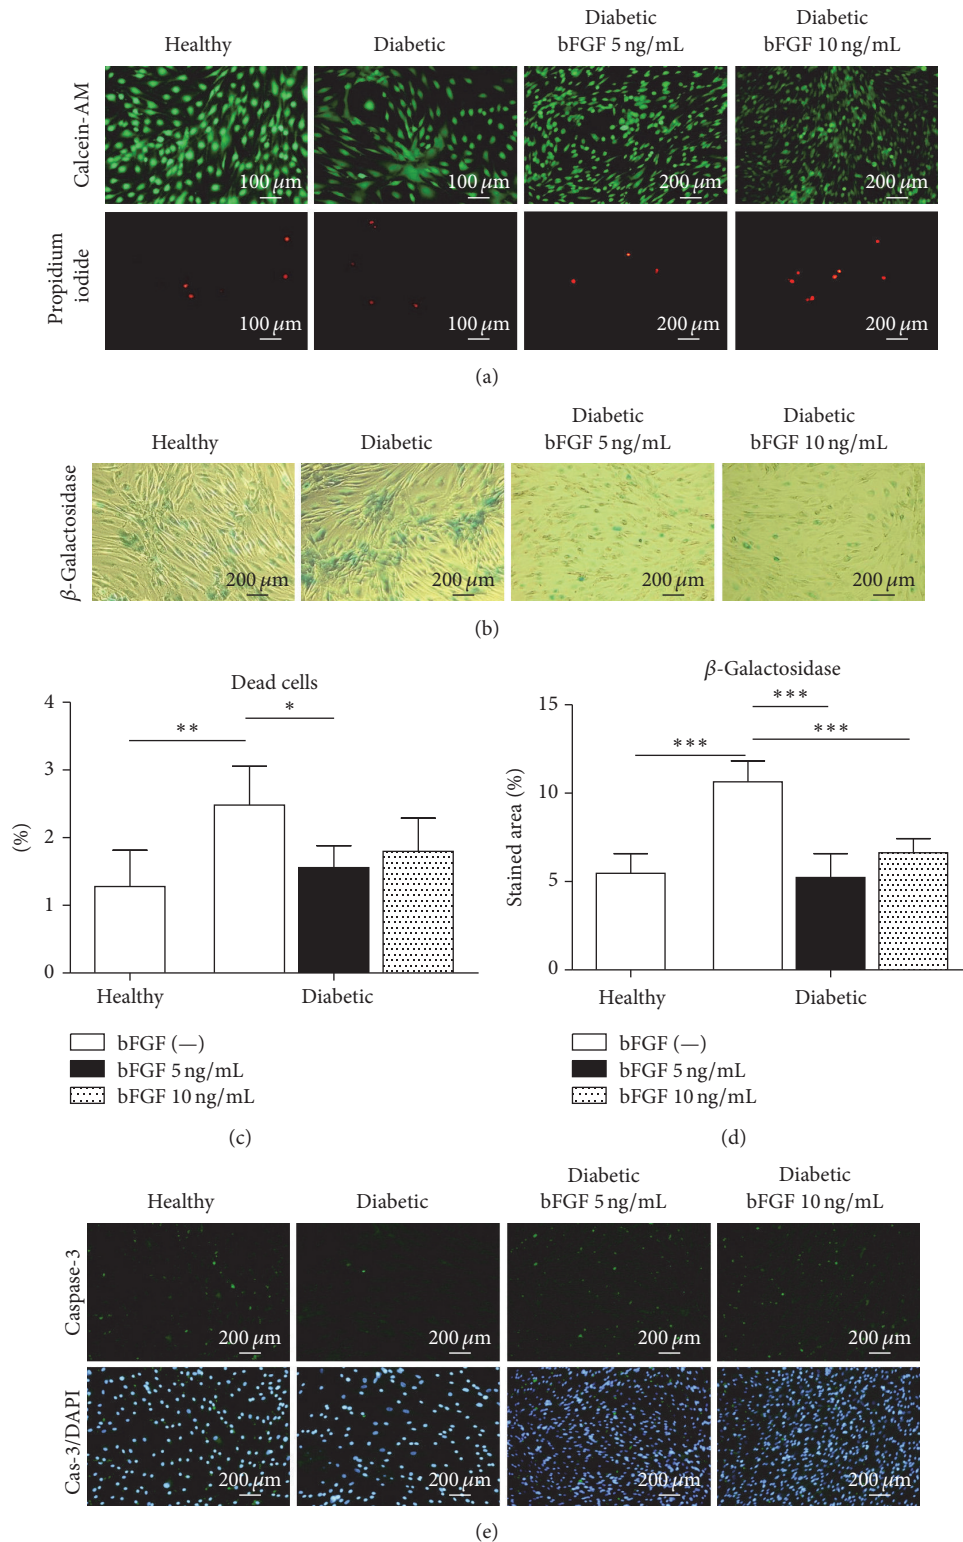 Healthy
Diabetic
Diabetic
bFGF 5 ng/mL
Diabetic
bFGF 10 ng/mL
Calcein-AM
100 μm
100 μm
200 μm
200 μm
Propidium
iodide
100 μm
100 μm
200 μm
200 μm
(a)
Healthy
Diabetic
Diabetic
bFGF 5 ng/mL
Diabetic
bFGF 10 ng/mL
β-Galactosidase
200 μm
200 μm
200 μm
200 μm
(b)
Dead cells
4
3
2
1
0
(%)
**
*
Healthy
Diabetic
bFGF (—)
bFGF 5 ng/mL
bFGF 10 ng/mL
(c)
β-Galactosidase
15
10
5
0
Stained area (%)
***
***
***
Healthy
Diabetic
bFGF (—)
bFGF 5 ng/mL
bFGF 10 ng/mL
(d)
Healthy
Diabetic
Diabetic
bFGF 5 ng/mL
Diabetic
bFGF 10 ng/mL
Caspase-3
200 μm
200 μm
200 μm
200 μm
Cas-3/DAPI
200 μm
200 μm
200 μm
200 μm
(e)